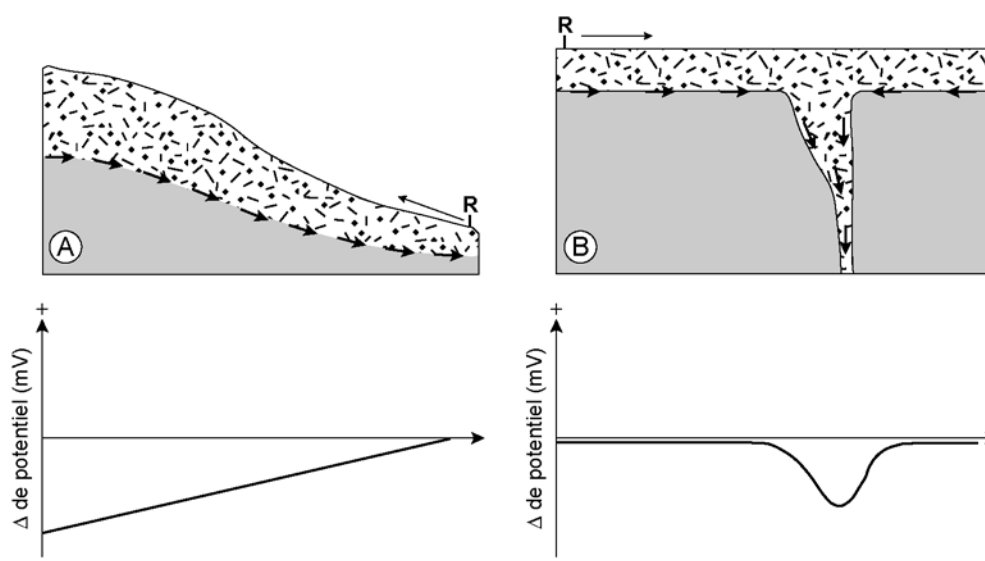 R
A
R
B
+
Δ de potentiel (mV)
+
Δ de potentiel (mV)